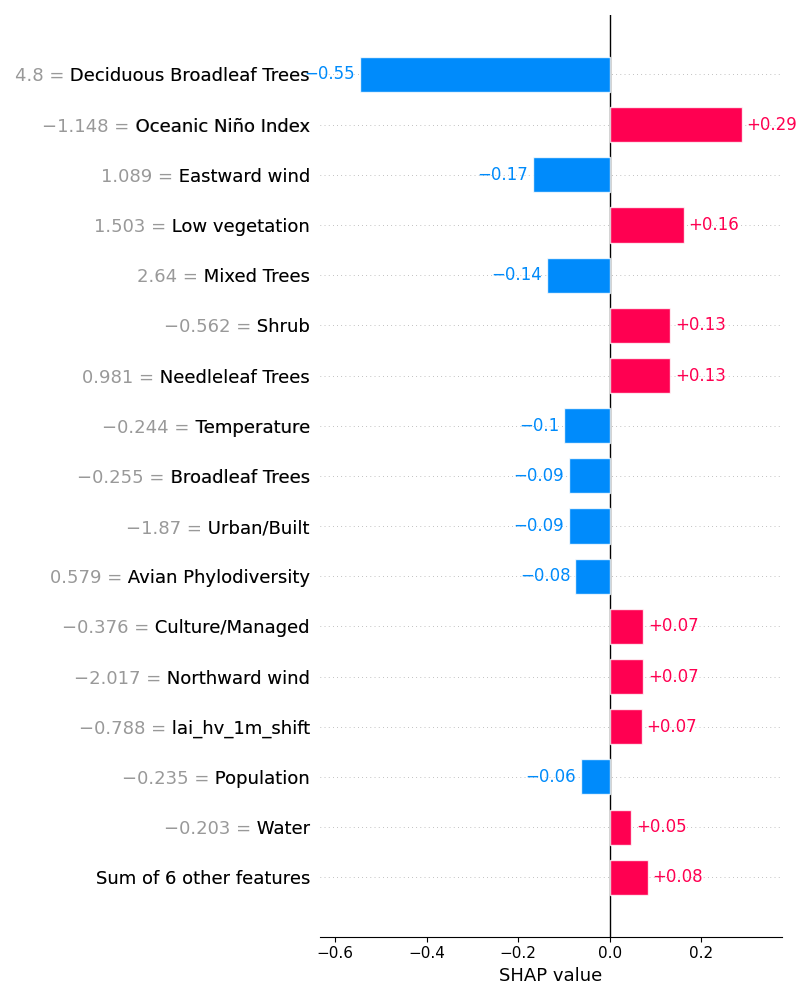 4.8 = Deciduous Broadleaf Trees −0.55
−1.148 = Oceanic Niño Index +0.29
1.089 = Eastward wind −0.17
1.503 = Low vegetation +0.16
2.64 = Mixed Trees −0.14
−0.562 = Shrub +0.13
0.981 = Needleleaf Trees +0.13
−0.244 = Temperature −0.1
−0.255 = Broadleaf Trees −0.09
−1.87 = Urban/Built −0.09
0.579 = Avian Phylodiversity −0.08
−0.376 = Culture/Managed +0.07
−2.017 = Northward wind +0.07
−0.788 = lai_hv_1m_shift +0.07
−0.235 = Population −0.06
−0.203 = Water +0.05
Sum of 6 other features +0.08
−0.6 −0.4 −0.2 0.0 0.2
SHAP value